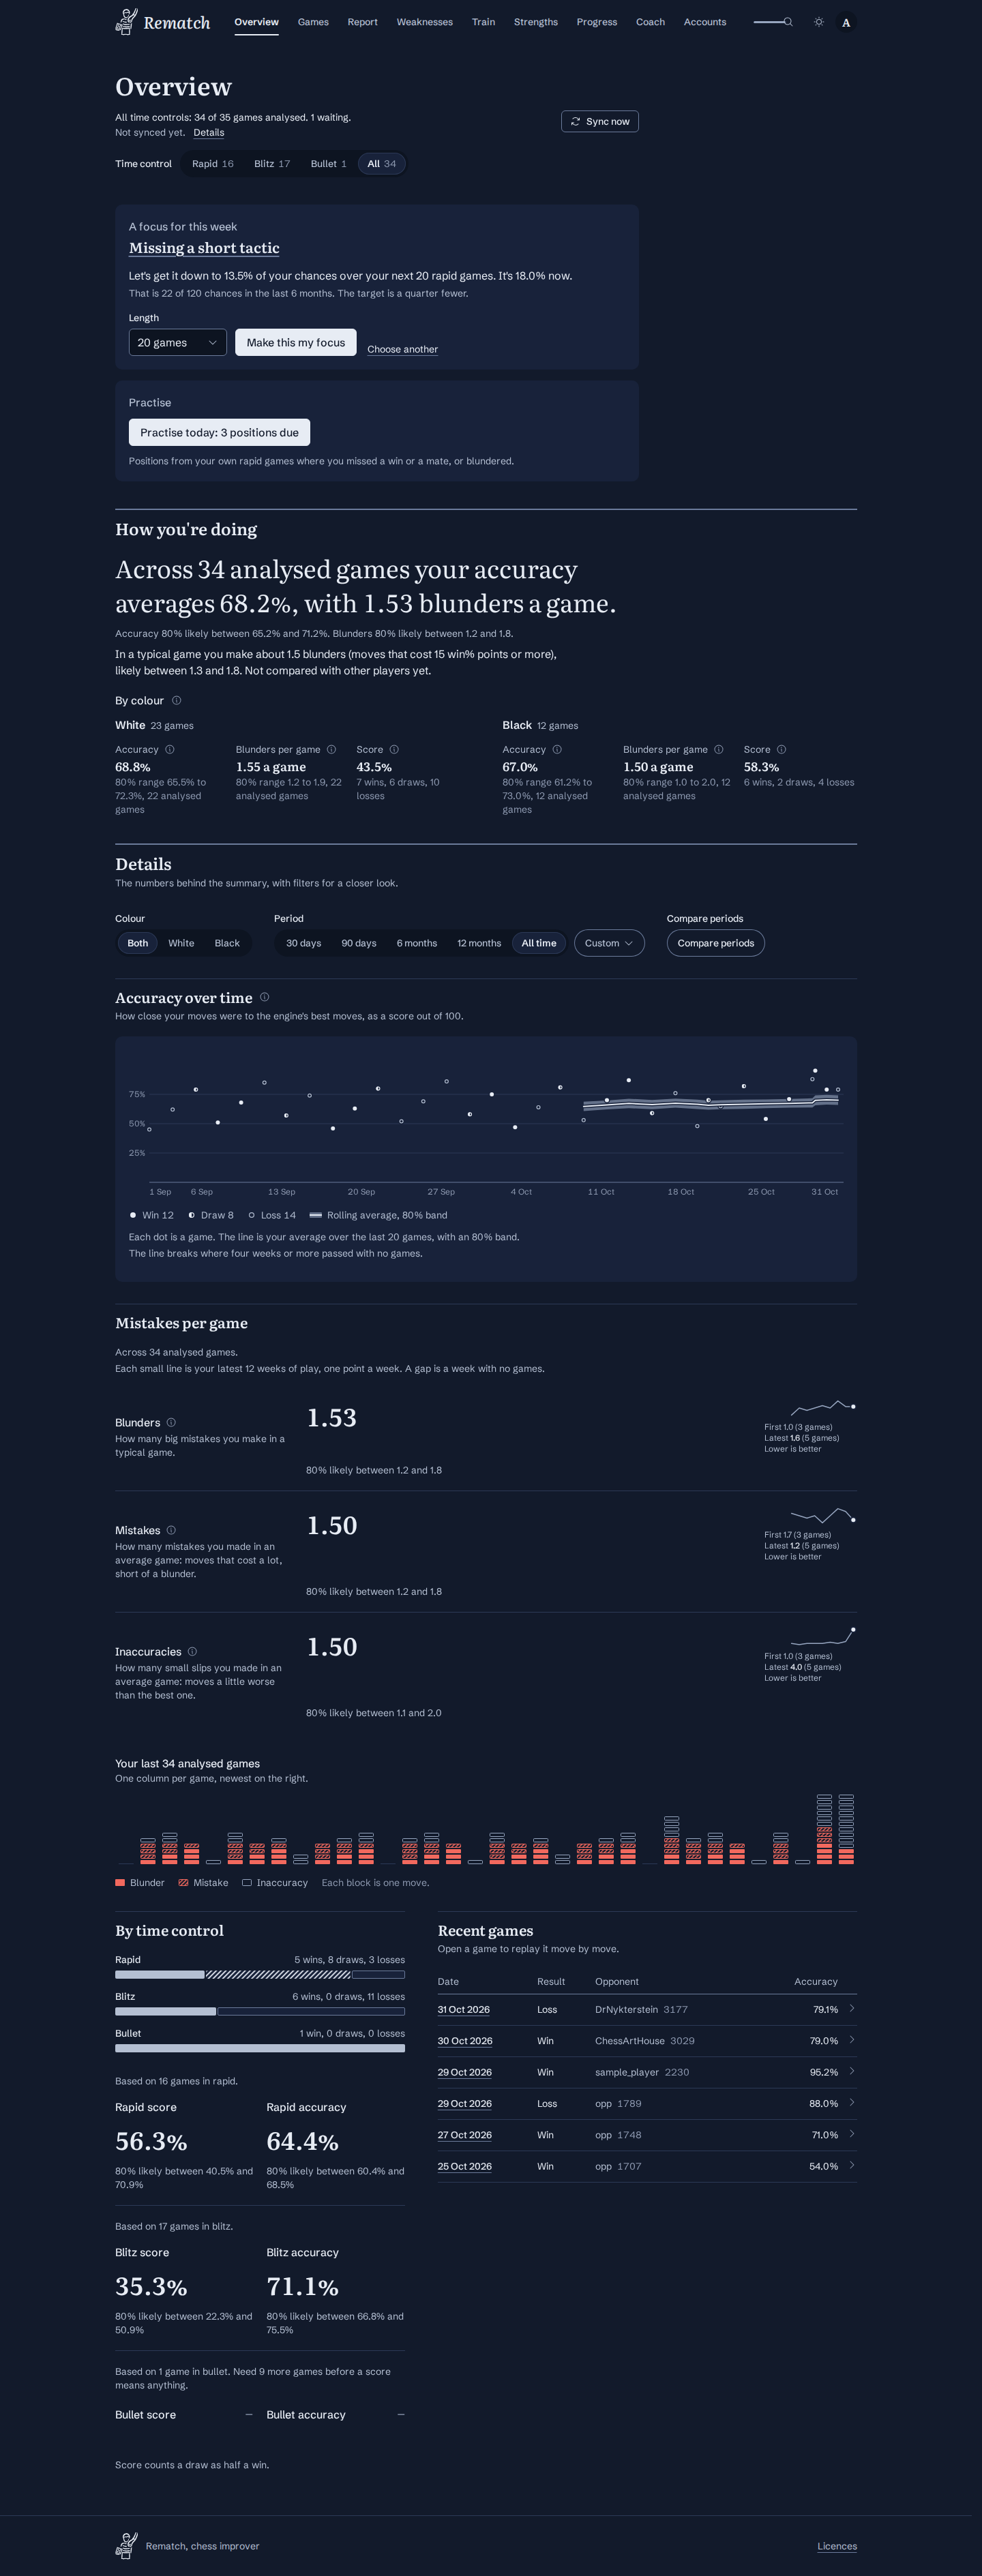 Rematch
Overview Games Report Weaknesses Train Strengths Progress Coach Accounts
A
Overview
All time controls: 34 of 35 games analysed. 1 waiting.
Not synced yet. Details
Sync now
Time control Rapid 16 Blitz 17 Bullet 1 All 34
A focus for this week
Missing a short tactic
Let's get it down to 13.5% of your chances over your next 20 rapid games. It's 18.0% now.
That is 22 of 120 chances in the last 6 months. The target is a quarter fewer.
Length
20 games Make this my focus Choose another
Practise
Practise today: 3 positions due
Positions from your own rapid games where you missed a win or a mate, or blundered.
How you're doing
Across 34 analysed games your accuracy
averages 68.2%, with 1.53 blunders a game.
Accuracy 80% likely between 65.2% and 71.2%. Blunders 80% likely between 1.2 and 1.8.
In a typical game you make about 1.5 blunders (moves that cost 15 win% points or more),
likely between 1.3 and 1.8. Not compared with other players yet.
By colour
White 23 games
Accuracy
68.8%
80% range 65.5% to
72.3%, 22 analysed
games
Blunders per game
1.55 a game
80% range 1.2 to 1.9, 22
analysed games
Score
43.5%
7 wins, 6 draws, 10
losses
Black 12 games
Accuracy
67.0%
80% range 61.2% to
73.0%, 12 analysed
games
Blunders per game
1.50 a game
80% range 1.0 to 2.0, 12
analysed games
Score
58.3%
6 wins, 2 draws, 4 losses
Details
The numbers behind the summary, with filters for a closer look.
Colour
Both White Black
Period
30 days 90 days 6 months 12 months All time Custom
Compare periods
Compare periods
Accuracy over time
How close your moves were to the engine's best moves, as a score out of 100.
75%
50%
25%
1 Sep 6 Sep 13 Sep 20 Sep 27 Sep 4 Oct 11 Oct 18 Oct 25 Oct 31 Oct
Win 12 Draw 8 Loss 14 Rolling average, 80% band
Each dot is a game. The line is your average over the last 20 games, with an 80% band.
The line breaks where four weeks or more passed with no games.
Mistakes per game
Across 34 analysed games.
Each small line is your latest 12 weeks of play, one point a week. A gap is a week with no games.
Blunders
How many big mistakes you make in a
typical game.
1.53
80% likely between 1.2 and 1.8
First 1.0 (3 games)
Latest 1.6 (5 games)
Lower is better
Mistakes
How many mistakes you made in an
average game: moves that cost a lot,
short of a blunder.
1.50
80% likely between 1.2 and 1.8
First 1.7 (3 games)
Latest 1.2 (5 games)
Lower is better
Inaccuracies
How many small slips you made in an
average game: moves a little worse
than the best one.
1.50
80% likely between 1.1 and 2.0
First 1.0 (3 games)
Latest 4.0 (5 games)
Lower is better
Your last 34 analysed games
One column per game, newest on the right.
Blunder Mistake Inaccuracy Each block is one move.
By time control
Rapid 5 wins, 8 draws, 3 losses
Blitz 6 wins, 0 draws, 11 losses
Bullet 1 win, 0 draws, 0 losses
Based on 16 games in rapid.
Rapid score Rapid accuracy
56.3% 64.4%
80% likely between 40.5% and
70.9%
80% likely between 60.4% and
68.5%
Based on 17 games in blitz.
Blitz score Blitz accuracy
35.3% 71.1%
80% likely between 22.3% and
50.9%
80% likely between 66.8% and
75.5%
Based on 1 game in bullet. Need 9 more games before a score
means anything.
Bullet score – Bullet accuracy –
Score counts a draw as half a win.
Recent games
Open a game to replay it move by move.
Date Result Opponent Accuracy
31 Oct 2026 Loss DrNykterstein 3177 79.1%
30 Oct 2026 Win ChessArtHouse 3029 79.0%
29 Oct 2026 Win sample_player 2230 95.2%
29 Oct 2026 Loss opp 1789 88.0%
27 Oct 2026 Win opp 1748 71.0%
25 Oct 2026 Win opp 1707 54.0%
Rematch, chess improver
Licences